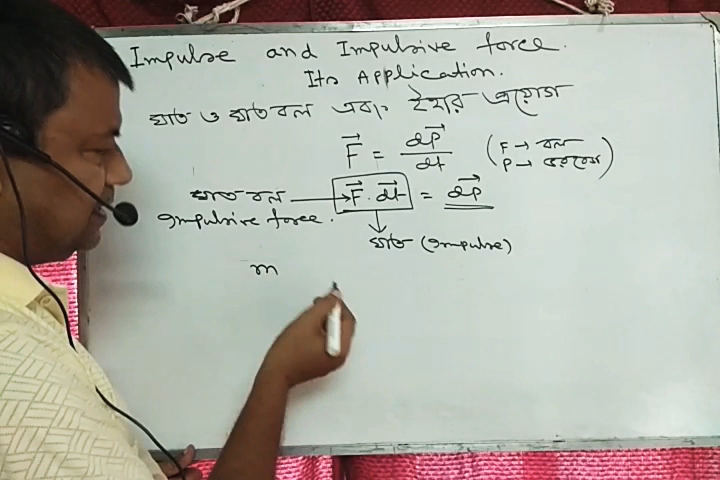 Impulse and Impulsive force.
Its Application.
ঘাত ও ঘাত বল এবং ইহার প্রয়োগ
F⃗ = dP⃗/dt (F → বল
P → ভরবেগ)
ঘাত বল → F⃗ · dt⃗ = dp⃗
Impulsive force.
ঘাত (Impulse)
m